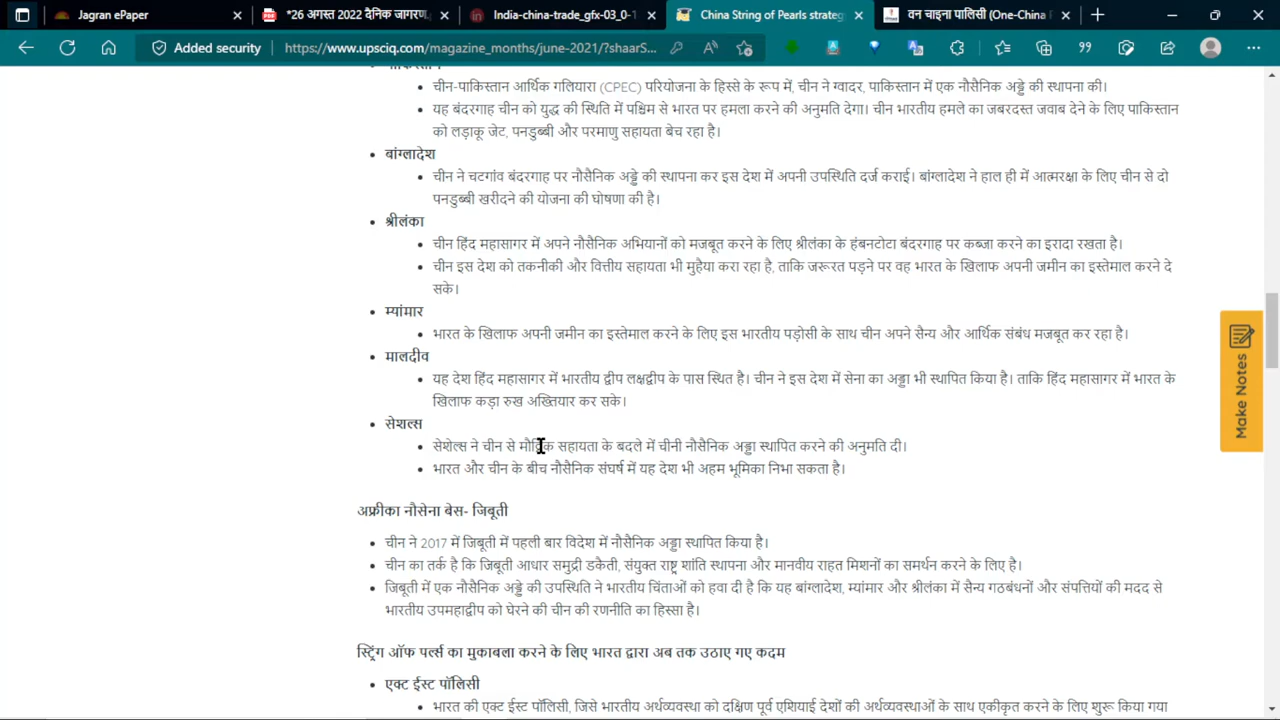 Jagran ePaper
*26 अगस्त 2022 दैनिक जागरण
India-china-trade_gfx-03_0-1
China String of Pearls strateg
वन चाइना पालिसी (One-China P
Added security
https://www.upsciq.com/magazine_months/june-2021/?shaarS...
चीन-पाकिस्तान आर्थिक गलियारा (CPEC) परियोजना के हिस्से के रूप में, चीन ने ग्वादर, पाकिस्तान में एक नौसैनिक अड्डे की स्थापना की।
यह बंदरगाह चीन को युद्ध की स्थिति में पश्चिम से भारत पर हमला करने की अनुमति देगा। चीन भारतीय हमले का जबरदस्त जवाब देने के लिए पाकिस्तान
को लड़ाकू जेट, पनडुब्बी और परमाणु सहायता बेच रहा है।
बांग्लादेश
चीन ने चटगांव बंदरगाह पर नौसैनिक अड्डे की स्थापना कर इस देश में अपनी उपस्थिति दर्ज कराई। बांग्लादेश ने हाल ही में आत्मरक्षा के लिए चीन से दो
पनडुब्बी खरीदने की योजना की घोषणा की है।
श्रीलंका
चीन हिंद महासागर में अपने नौसैनिक अभियानों को मजबूत करने के लिए श्रीलंका के हंबनटोटा बंदरगाह पर कब्जा करने का इरादा रखता है।
चीन इस देश को तकनीकी और वित्तीय सहायता भी मुहैया करा रहा है, ताकि जरूरत पड़ने पर वह भारत के खिलाफ अपनी जमीन का इस्तेमाल करने दे
सके।
म्यांमार
भारत के खिलाफ अपनी जमीन का इस्तेमाल करने के लिए इस भारतीय पड़ोसी के साथ चीन अपने सैन्य और आर्थिक संबंध मजबूत कर रहा है।
मालदीव
यह देश हिंद महासागर में भारतीय द्वीप लक्षद्वीप के पास स्थित है। चीन ने इस देश में सेना का अड्डा भी स्थापित किया है। ताकि हिंद महासागर में भारत के
खिलाफ कड़ा रुख अख्तियार कर सके।
सेशल्स
सेशेल्स ने चीन से मौद्रिक सहायता के बदले में चीनी नौसैनिक अड्डा स्थापित करने की अनुमति दी।
भारत और चीन के बीच नौसैनिक संघर्ष में यह देश भी अहम भूमिका निभा सकता है।
अफ्रीका नौसेना बेस- जिबूती
चीन ने 2017 में जिबूती में पहली बार विदेश में नौसैनिक अड्डा स्थापित किया है।
चीन का तर्क है कि जिबूती आधार समुद्री डकैती, संयुक्त राष्ट्र शांति स्थापना और मानवीय राहत मिशनों का समर्थन करने के लिए है।
जिबूती में एक नौसैनिक अड्डे की उपस्थिति ने भारतीय चिंताओं को हवा दी है कि यह बांग्लादेश, म्यांमार और श्रीलंका में सैन्य गठबंधनों और संपत्तियों की मदद से
भारतीय उपमहाद्वीप को घेरने की चीन की रणनीति का हिस्सा है।
स्ट्रिंग ऑफ पर्ल्स का मुकाबला करने के लिए भारत द्वारा अब तक उठाए गए कदम
एक्ट ईस्ट पॉलिसी
भारत की एक्ट ईस्ट पॉलिसी, जिसे भारतीय अर्थव्यवस्था को दक्षिण पूर्व एशियाई देशों की अर्थव्यवस्थाओं के साथ एकीकृत करने के लिए शुरू किया गया
Make Notes